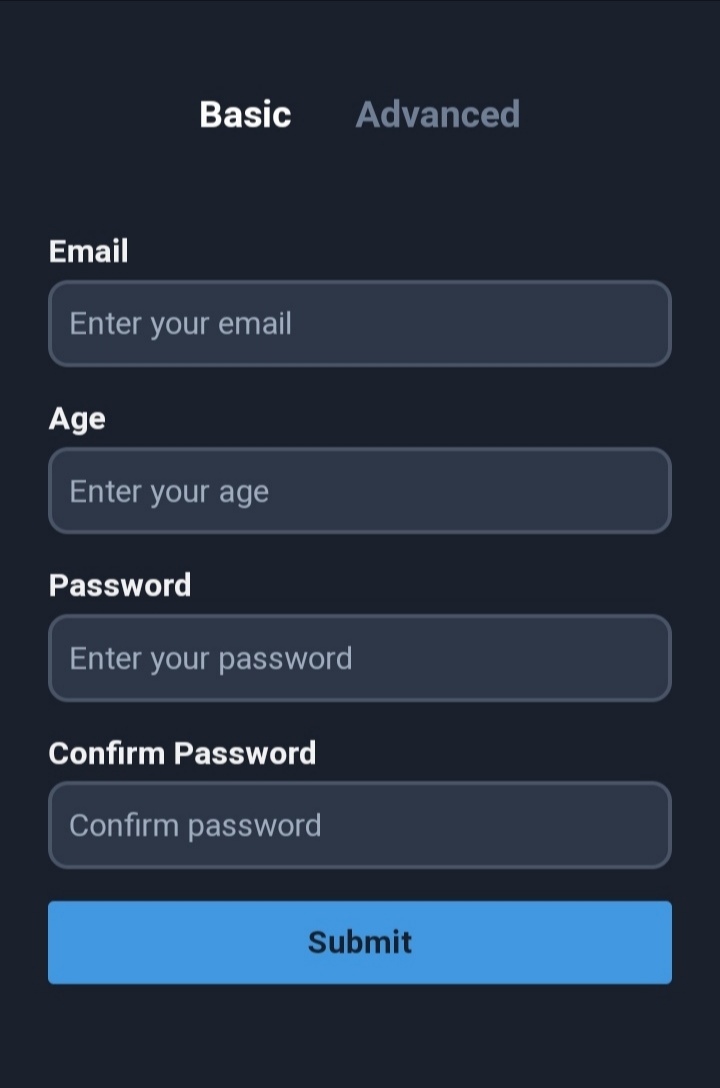 Basic Advanced
Email
Enter your email
Age
Enter your age
Password
Enter your password
Confirm Password
Confirm password
Submit